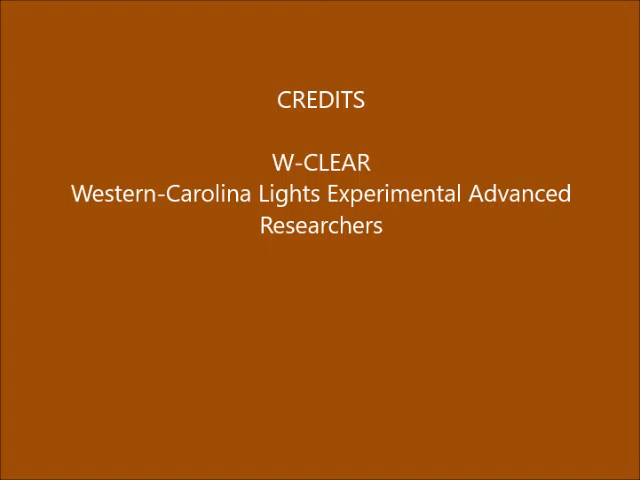 CREDITS
W-CLEAR
Western-Carolina Lights Experimental Advanced
Researchers